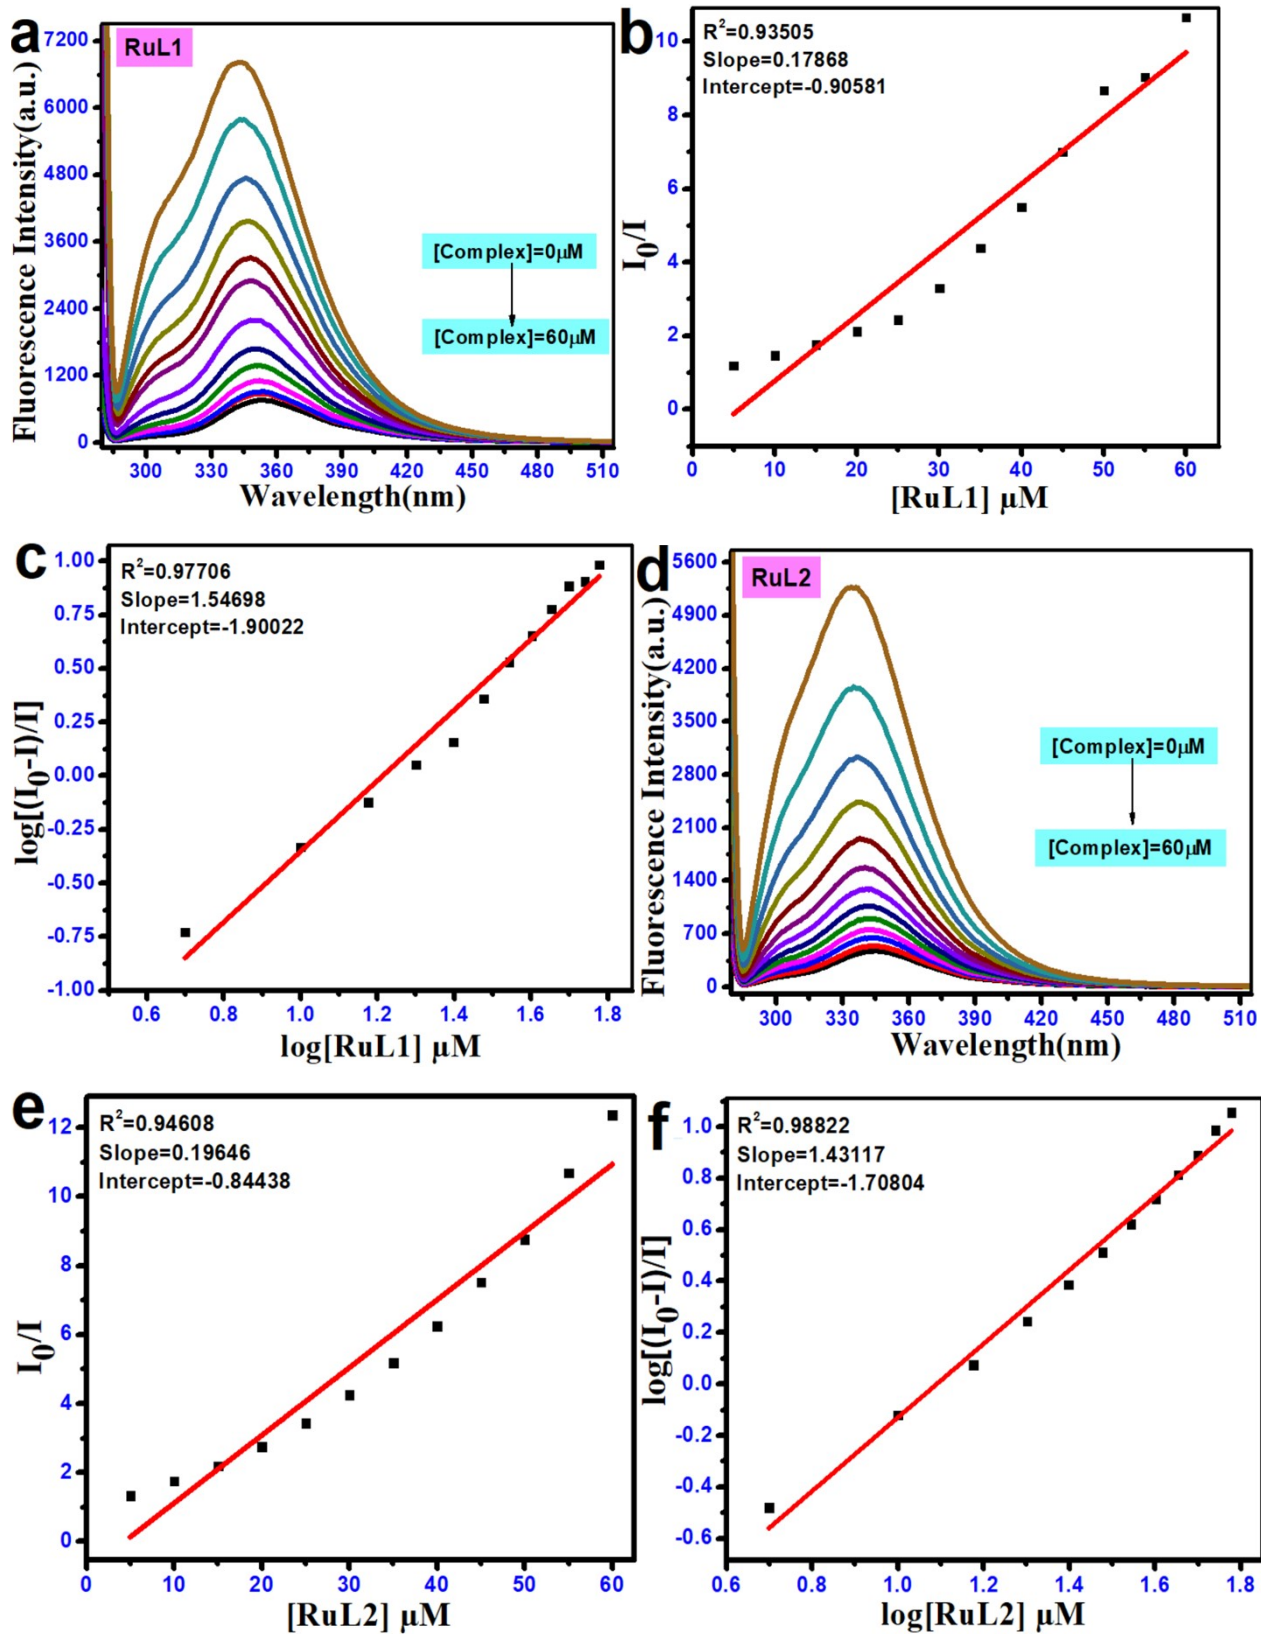 a
RuL1
Fluorescence Intensity(a.u.)
7200
6000
4800
3600
2400
1200
0
[Complex]=0μM
[Complex]=60μM
300 330 360 390 420 450 480 510
Wavelength(nm)
b
R²=0.93505
Slope=0.17868
Intercept=-0.90581
I₀/I
10
8
6
4
2
0
0 10 20 30 40 50 60
[RuL1] μM
c
R²=0.97706
Slope=1.54698
Intercept=-1.90022
log[(I₀-I)/I]
1.00
0.75
0.50
0.25
0.00
-0.25
-0.50
-0.75
-1.00
0.6 0.8 1.0 1.2 1.4 1.6 1.8
log[RuL1] μM
d
RuL2
Fluorescence Intensity(a.u.)
5600
4900
4200
3500
2800
2100
1400
700
0
[Complex]=0μM
[Complex]=60μM
300 330 360 390 420 450 480 510
Wavelength(nm)
e
R²=0.94608
Slope=0.19646
Intercept=-0.84438
I₀/I
12
10
8
6
4
2
0
0 10 20 30 40 50 60
[RuL2] μM
f
R²=0.98822
Slope=1.43117
Intercept=-1.70804
log[(I₀-I)/I]
1.0
0.8
0.6
0.4
0.2
0.0
-0.2
-0.4
-0.6
0.6 0.8 1.0 1.2 1.4 1.6 1.8
log[RuL2] μM